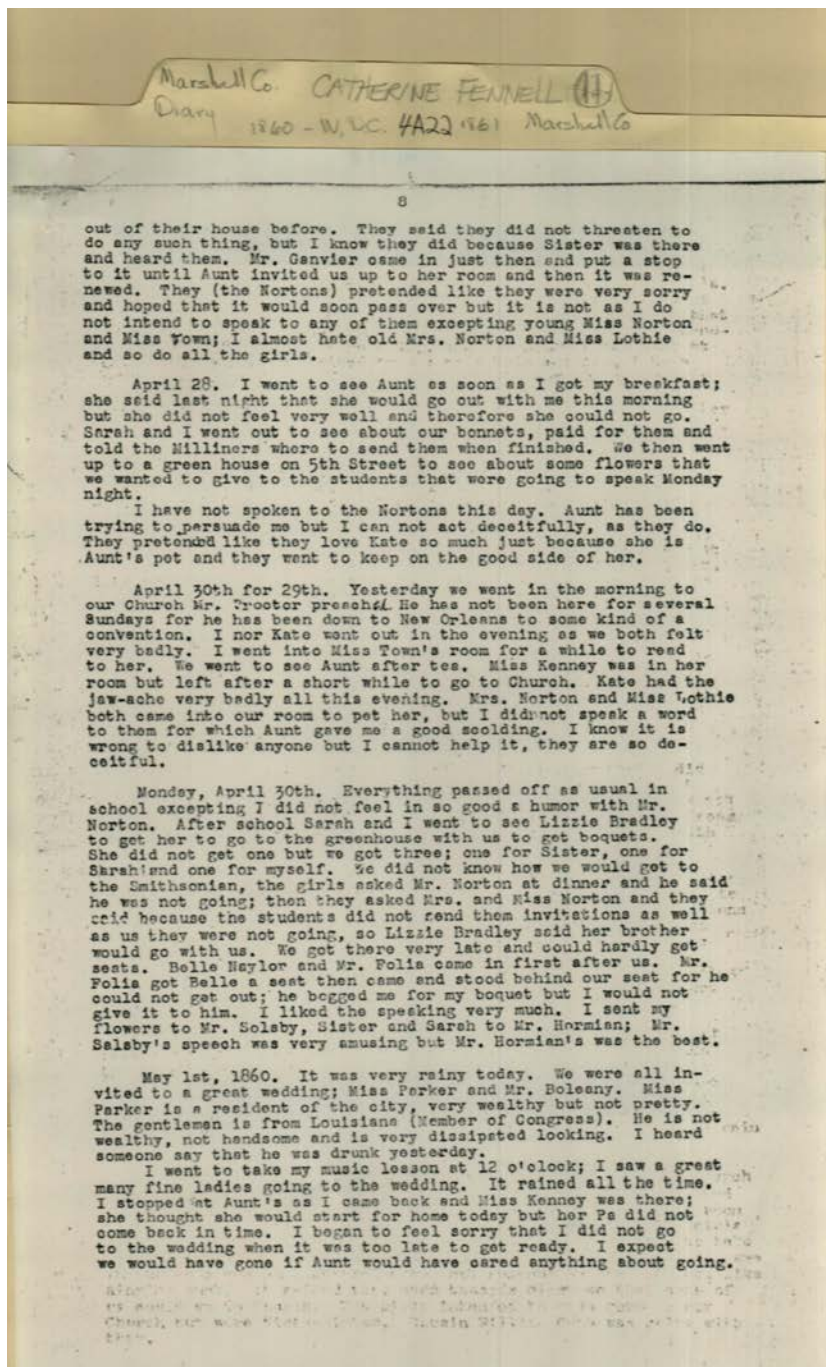 Marshall Co. CATHERINE FENNELL 11
Diary
1860 - W.L.C. 4A22 1861 Marshall Co
8
out of their house before. They said they did not threaten to
do any such thing, but I know they did because Sister was there
and heard them. Mr. Ganvier came in just then and put a stop
to it until Aunt invited us up to her room and then it was re-
newed. They (the Nortons) pretended like they were very sorry
and hoped that it would soon pass over but it is not as I do
not intend to speak to any of them excepting young Miss Norton
and Miss Town; I almost hate old Mrs. Norton and Miss Lothie
and so do all the girls.
April 28. I went to see Aunt as soon as I got my breakfast;
she said last night that she would go out with me this morning
but she did not feel very well and therefore she could not go.
Sarah and I went out to see about our bonnets, paid for them and
told the Milliners where to send them when finished. We then went
up to a green house on 5th Street to see about some flowers that
we wanted to give to the students that were going to speak Monday
night.
I have not spoken to the Nortons this day. Aunt has been
trying to persuade me but I can not act deceitfully, as they do.
They pretended like they love Kate so much just because she is
Aunt's pet and they want to keep on the good side of her.
April 30th for 29th. Yesterday we went in the morning to
our Church Mr. Proctor preached. He has not been here for several
Sundays for he has been down to New Orleans to some kind of a
convention. I nor Kate went out in the evening as we both felt
very badly. I went into Miss Town's room for a while to read
to her. We went to see Aunt after tea. Miss Kenney was in her
room but left after a short while to go to Church. Kate had the
jaw-ache very badly all this evening. Mrs. Norton and Miss Lothie
both came into our room to pet her, but I did not speak a word
to them for which Aunt gave me a good scolding. I know it is
wrong to dislike anyone but I cannot help it, they are so de-
ceitful.
Monday, April 30th. Everything passed off as usual in
school excepting I did not feel in so good a humor with Mr.
Norton. After school Sarah and I went to see Lizzie Bradley
to get her to go to the greenhouse with us to get boquets.
She did not get one but we got three; one for Sister, one for
Sarah and one for myself. We did not know how we would get to
the Smithsonian, the girls asked Mr. Norton at dinner and he said
he was not going; then they asked Mrs. and Miss Norton and they
said because the students did not send them invitations as well
as us they were not going, so Lizzie Bradley said her brother
would go with us. We got there very late and could hardly get
seats. Belle Naylor and Mr. Folia came in first after us. Mr.
Folia got Belle a seat then came and stood behind our seat for he
could not get out; he begged me for my boquet but I would not
give it to him. I liked the speaking very much. I sent my
flowers to Mr. Solsby, Sister and Sarah to Mr. Hormian; Mr.
Salsby's speech was very amusing but Mr. Hormian's was the best.
May 1st, 1860. It was very rainy today. We were all in-
vited to a great wedding; Miss Parker and Mr. Boleany. Miss
Parker is a resident of the city, very wealthy but not pretty.
The gentleman is from Louisiana (Member of Congress). He is not
wealthy, not handsome and is very dissipated looking. I heard
someone say that he was drunk yesterday.
I went to take my music lesson at 12 o'clock; I saw a great
many fine ladies going to the wedding. It rained all the time.
I stopped at Aunt's as I came back and Miss Kenney was there;
she thought she would start for home today but her Pa did not
come back in time. I began to feel sorry that I did not go
to the wedding when it was too late to get ready. I expect
we would have gone if Aunt would have cared anything about going.